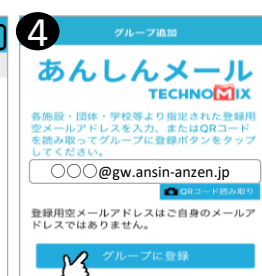 4
グループ追加
あんしんメール
TECHNOMIX
各施設・団体・学校等より指定された登録用
空メールアドレスを入力、またはQRコード
を読み取ってグループに登録ボタンをタップ
してください。
○○○@gw.ansin-anzen.jp
QRコード読み取り
登録用空メールアドレスはご自身のメールア
ドレスではありません。
グループに登録